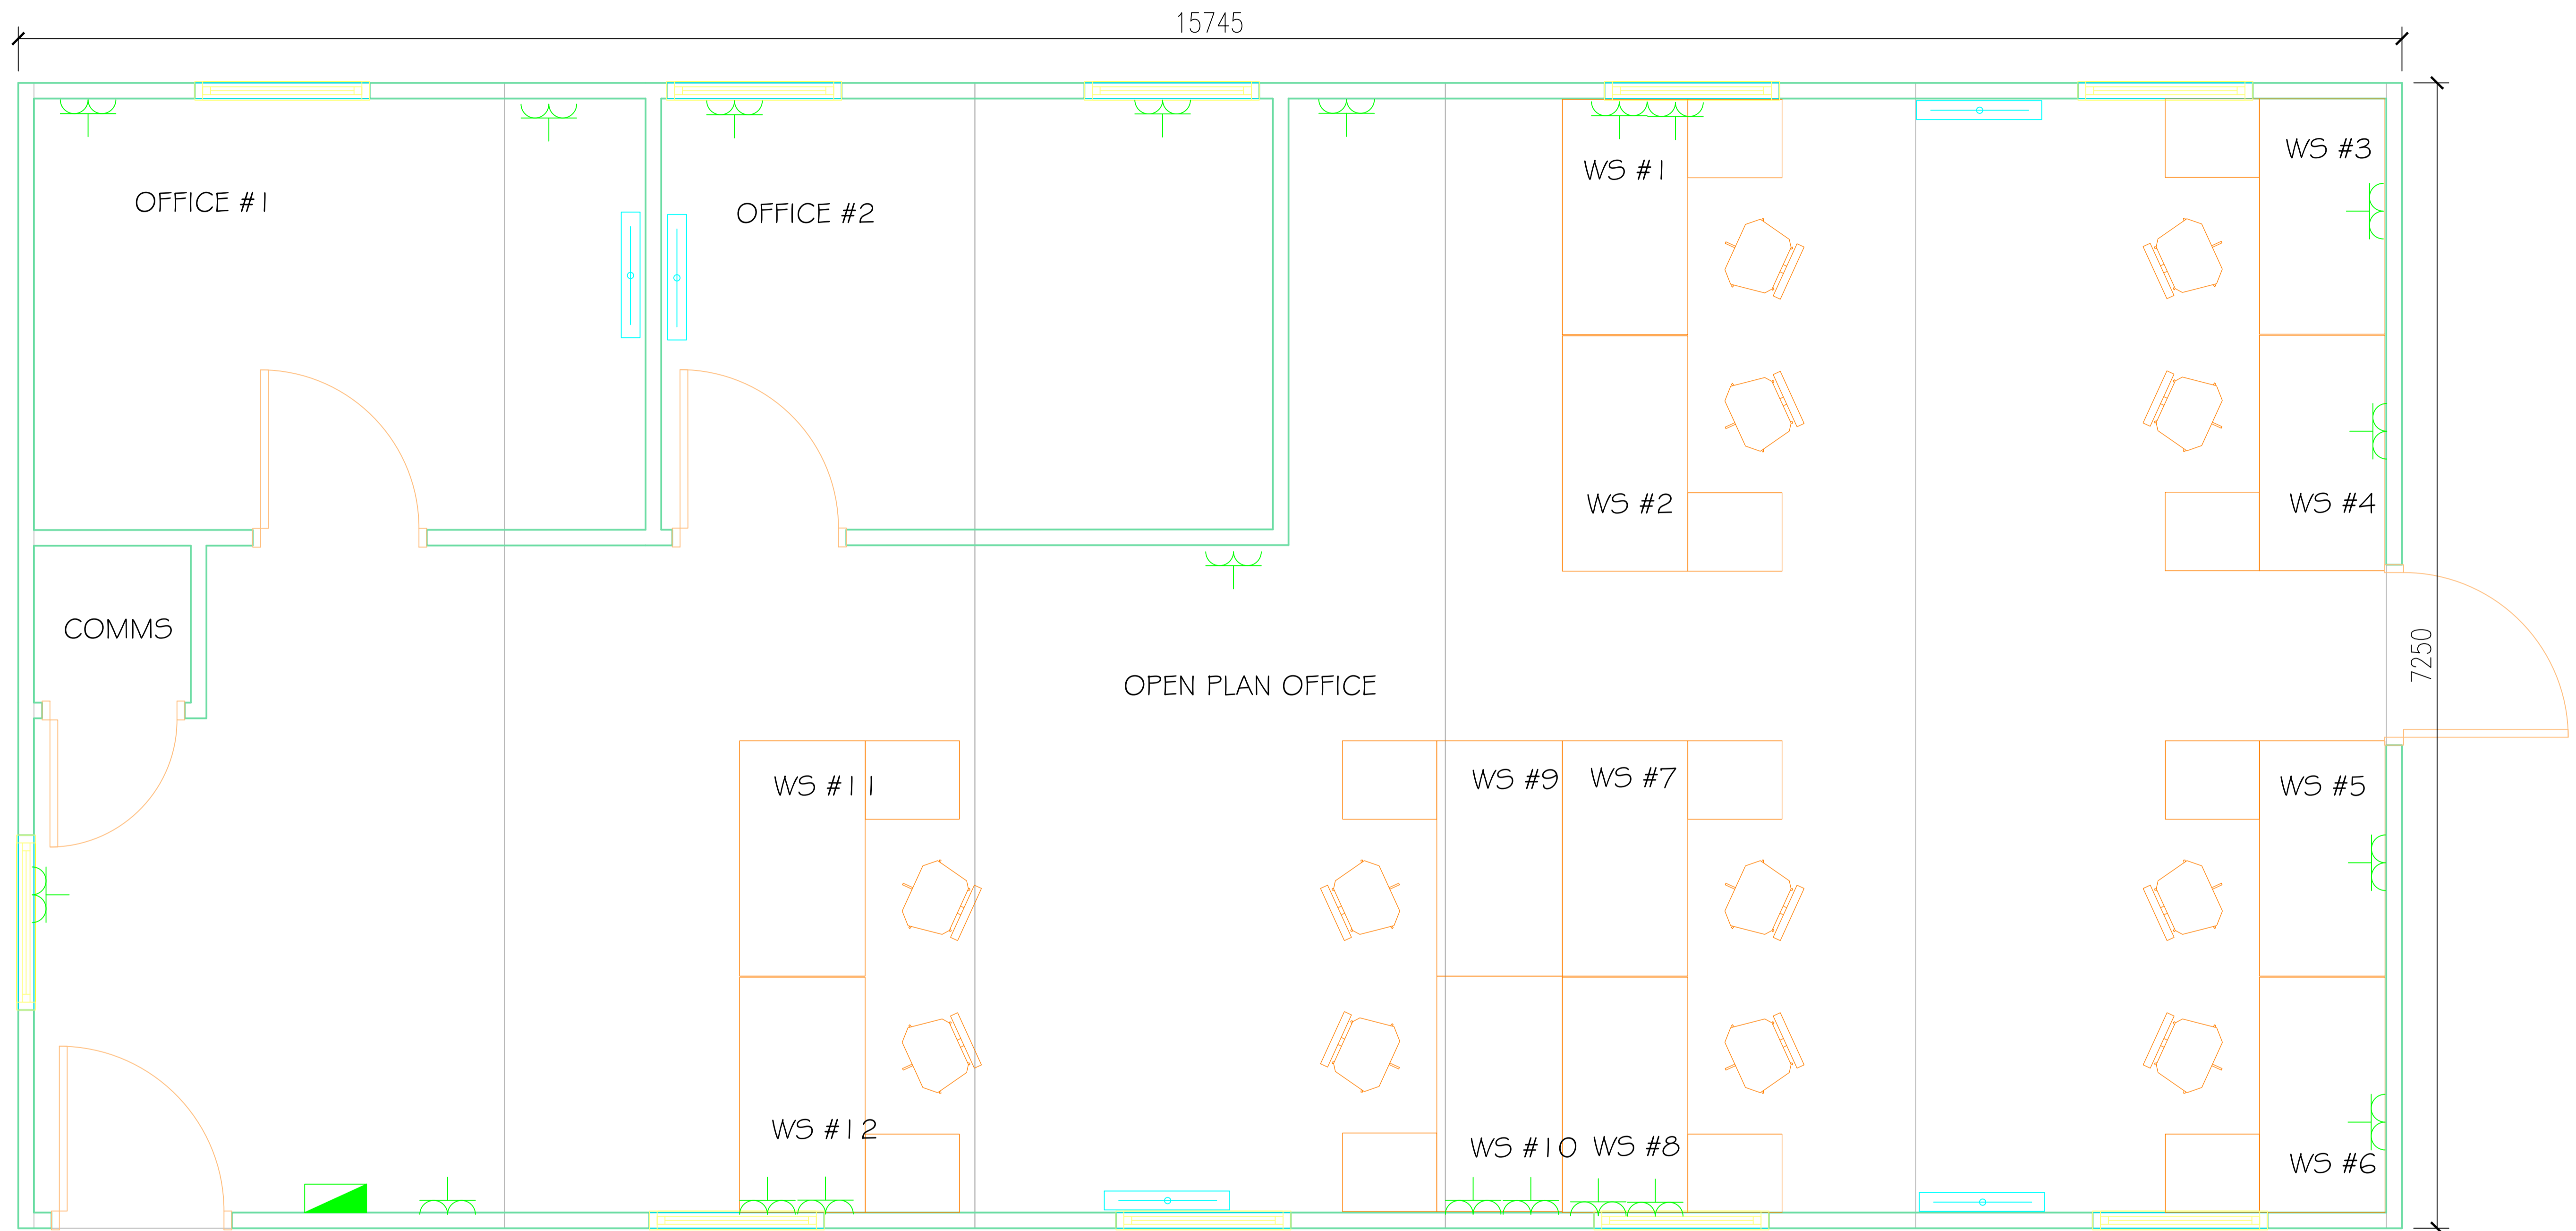 15745
WS #1
WS #3
OFFICE #1
OFFICE #2
WS #2
WS #4
COMMS
7250
OPEN PLAN OFFICE
WS #11
WS #9
WS #7
WS #5
WS #12
WS #10
WS #8
WS #6